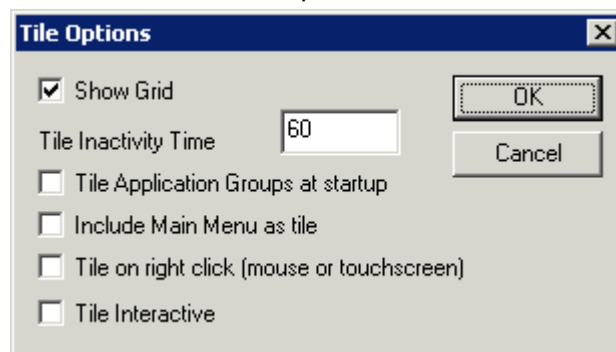 Tile Options
Show Grid
OK
Tile Inactivity Time 60
Cancel
Tile Application Groups at startup
Include Main Menu as tile
Tile on right click (mouse or touchscreen)
Tile Interactive